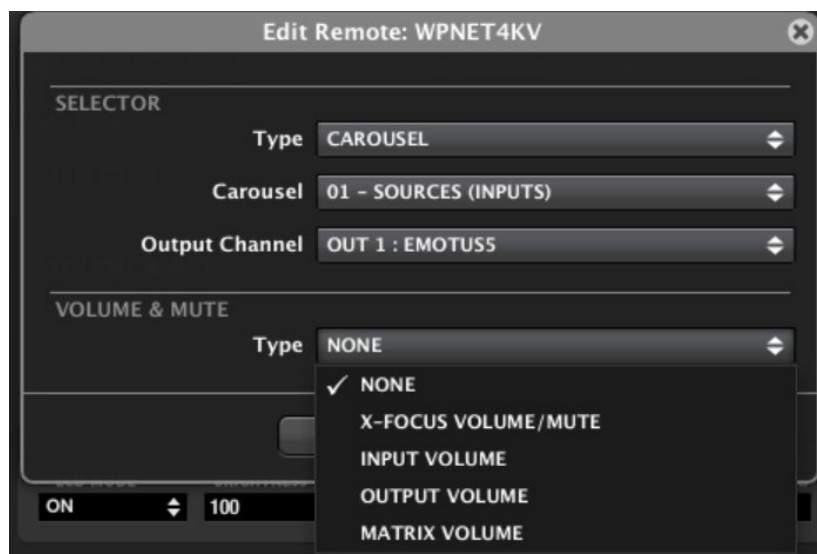 Edit Remote: WPNET4KV
SELECTOR
Type CAROUSEL
Carousel 01 - SOURCES (INPUTS)
Output Channel OUT 1 : EMOTUS5
VOLUME & MUTE
Type NONE
✓ NONE
X-FOCUS VOLUME/MUTE
INPUT VOLUME
OUTPUT VOLUME
MATRIX VOLUME
ON 100